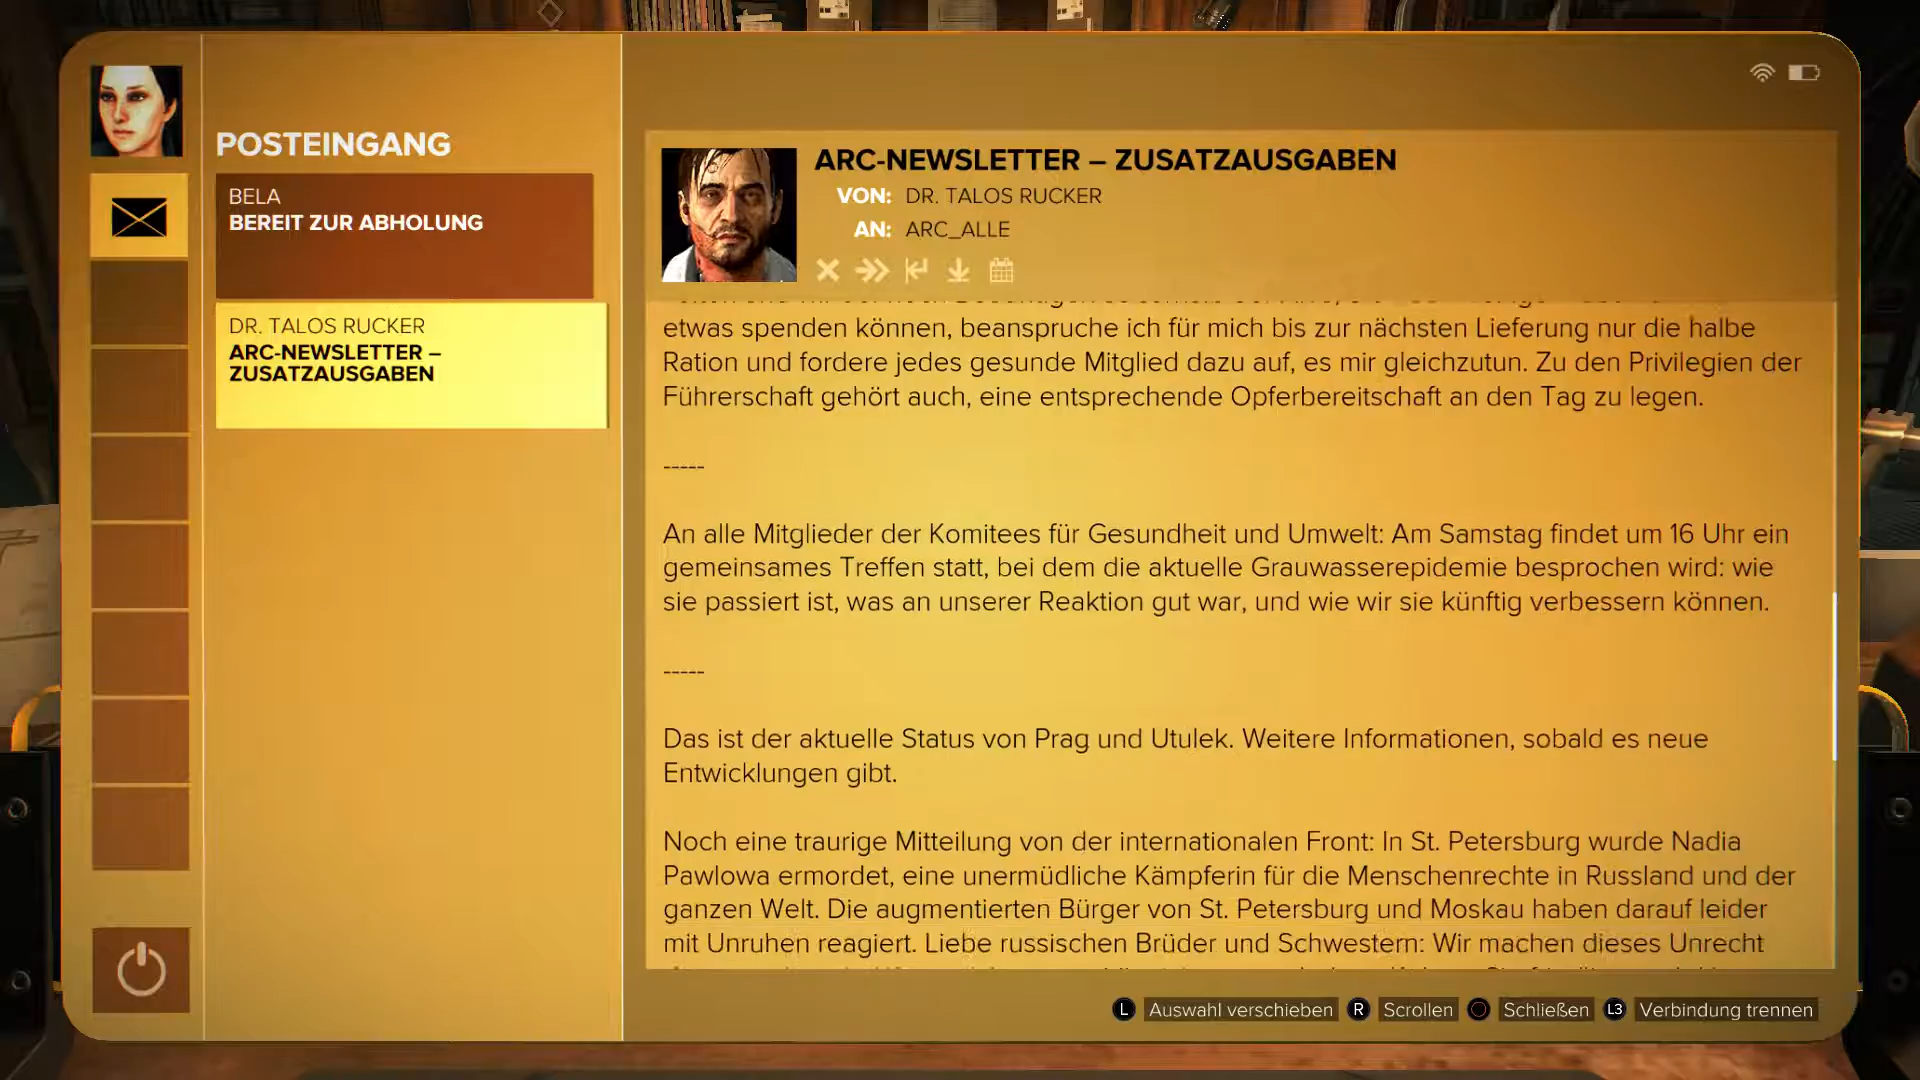 POSTEINGANG
BELA
BEREIT ZUR ABHOLUNG
DR. TALOS RUCKER
ARC-NEWSLETTER –
ZUSATZAUSGABEN
ARC-NEWSLETTER – ZUSATZAUSGABEN
VON: DR. TALOS RUCKER
AN: ARC_ALLE
etwas spenden können, beanspruche ich für mich bis zur nächsten Lieferung nur die halbe
Ration und fordere jedes gesunde Mitglied dazu auf, es mir gleichzutun. Zu den Privilegien der
Führerschaft gehört auch, eine entsprechende Opferbereitschaft an den Tag zu legen.
-----
An alle Mitglieder der Komitees für Gesundheit und Umwelt: Am Samstag findet um 16 Uhr ein
gemeinsames Treffen statt, bei dem die aktuelle Grauwasserepidemie besprochen wird: wie
sie passiert ist, was an unserer Reaktion gut war, und wie wir sie künftig verbessern können.
-----
Das ist der aktuelle Status von Prag und Utulek. Weitere Informationen, sobald es neue
Entwicklungen gibt.
Noch eine traurige Mitteilung von der internationalen Front: In St. Petersburg wurde Nadia
Pawlowa ermordet, eine unermüdliche Kämpferin für die Menschenrechte in Russland und der
ganzen Welt. Die augmentierten Bürger von St. Petersburg und Moskau haben darauf leider
mit Unruhen reagiert. Liebe russischen Brüder und Schwestern: Wir machen dieses Unrecht
L Auswahl verschieben R Scrollen Schließen L3 Verbindung trennen